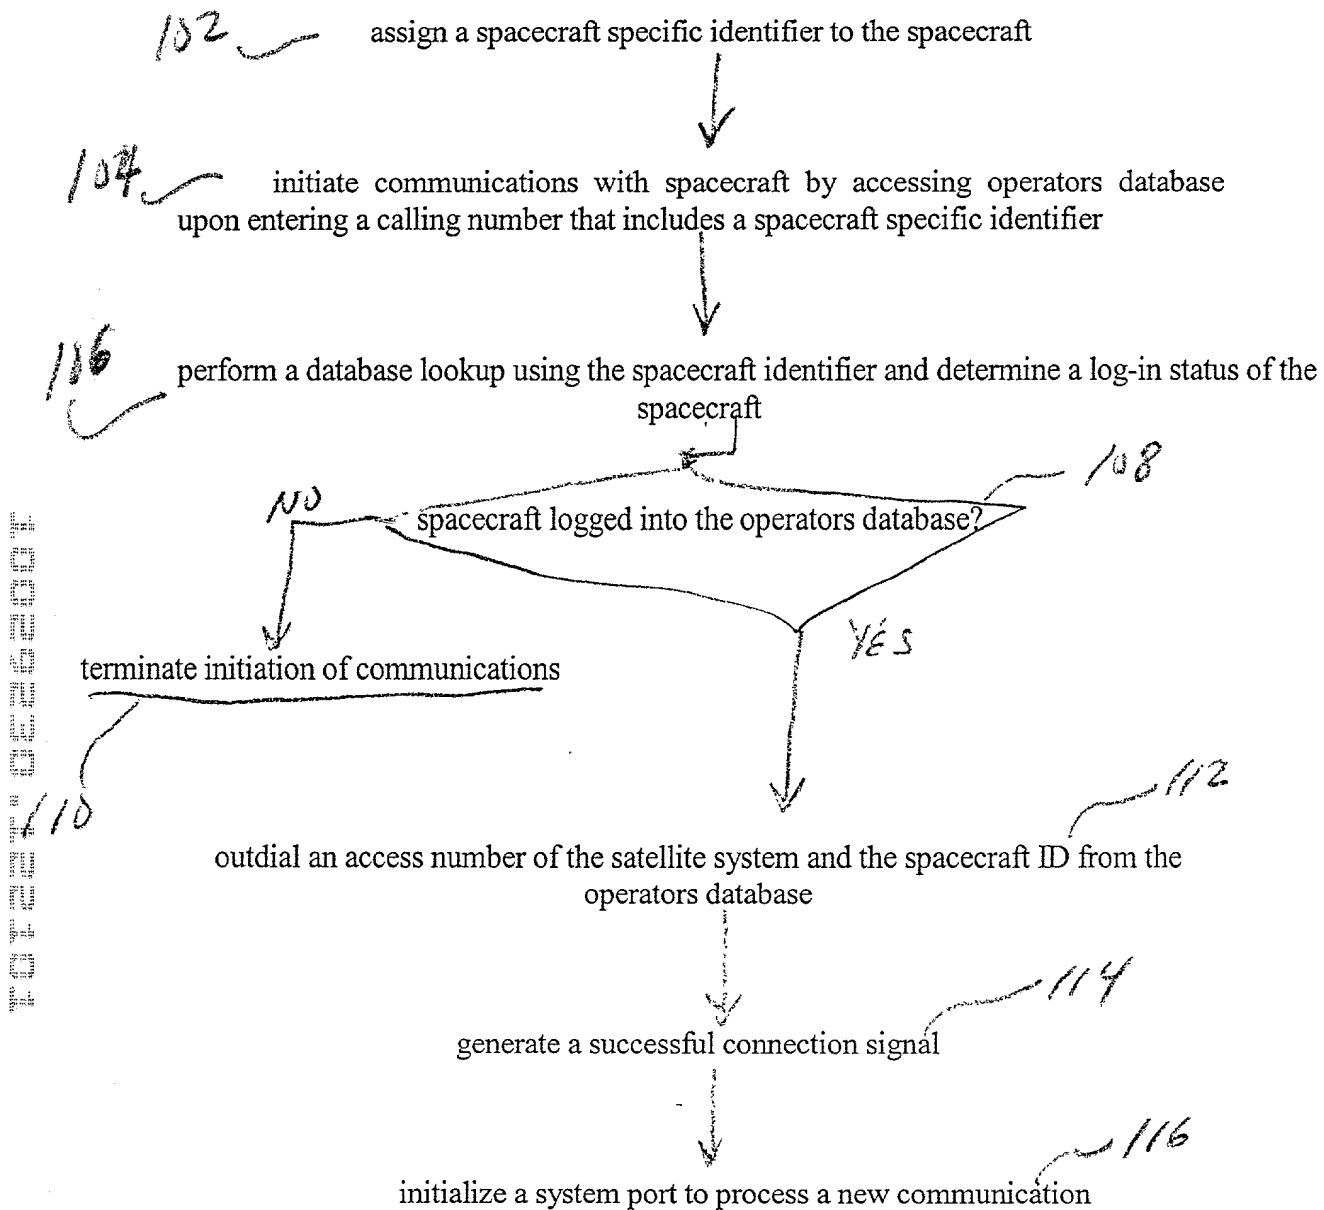 102 assign a spacecraft specific identifier to the spacecraft
104 initiate communications with spacecraft by accessing operators database
upon entering a calling number that includes a spacecraft specific identifier
106 perform a database lookup using the spacecraft identifier and determine a log-in status of the
spacecraft
108
NO
spacecraft logged into the operators database?
YES
terminate initiation of communications
110
112
outdial an access number of the satellite system and the spacecraft ID from the
operators database
114
generate a successful connection signal
116
initialize a system port to process a new communication